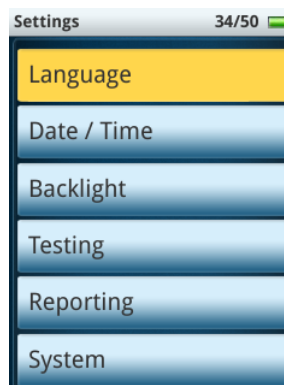 Settings 34/50
Language
Date / Time
Backlight
Testing
Reporting
System